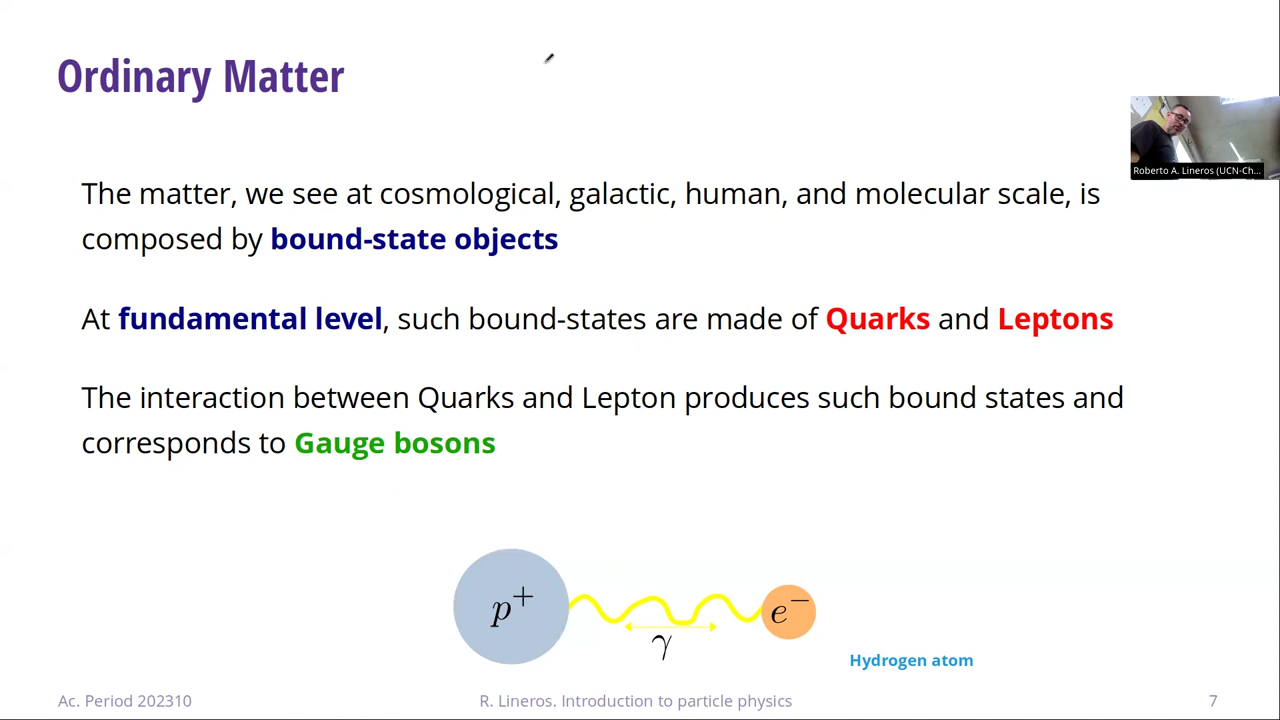 Ordinary Matter
Roberto A. Lineros (UCN-Ch...
The matter, we see at cosmological, galactic, human, and molecular scale, is
composed by bound-state objects
At fundamental level, such bound-states are made of Quarks and Leptons
The interaction between Quarks and Lepton produces such bound states and
corresponds to Gauge bosons
p⁺
e⁻
γ
Hydrogen atom
Ac. Period 202310
R. Lineros. Introduction to particle physics
7